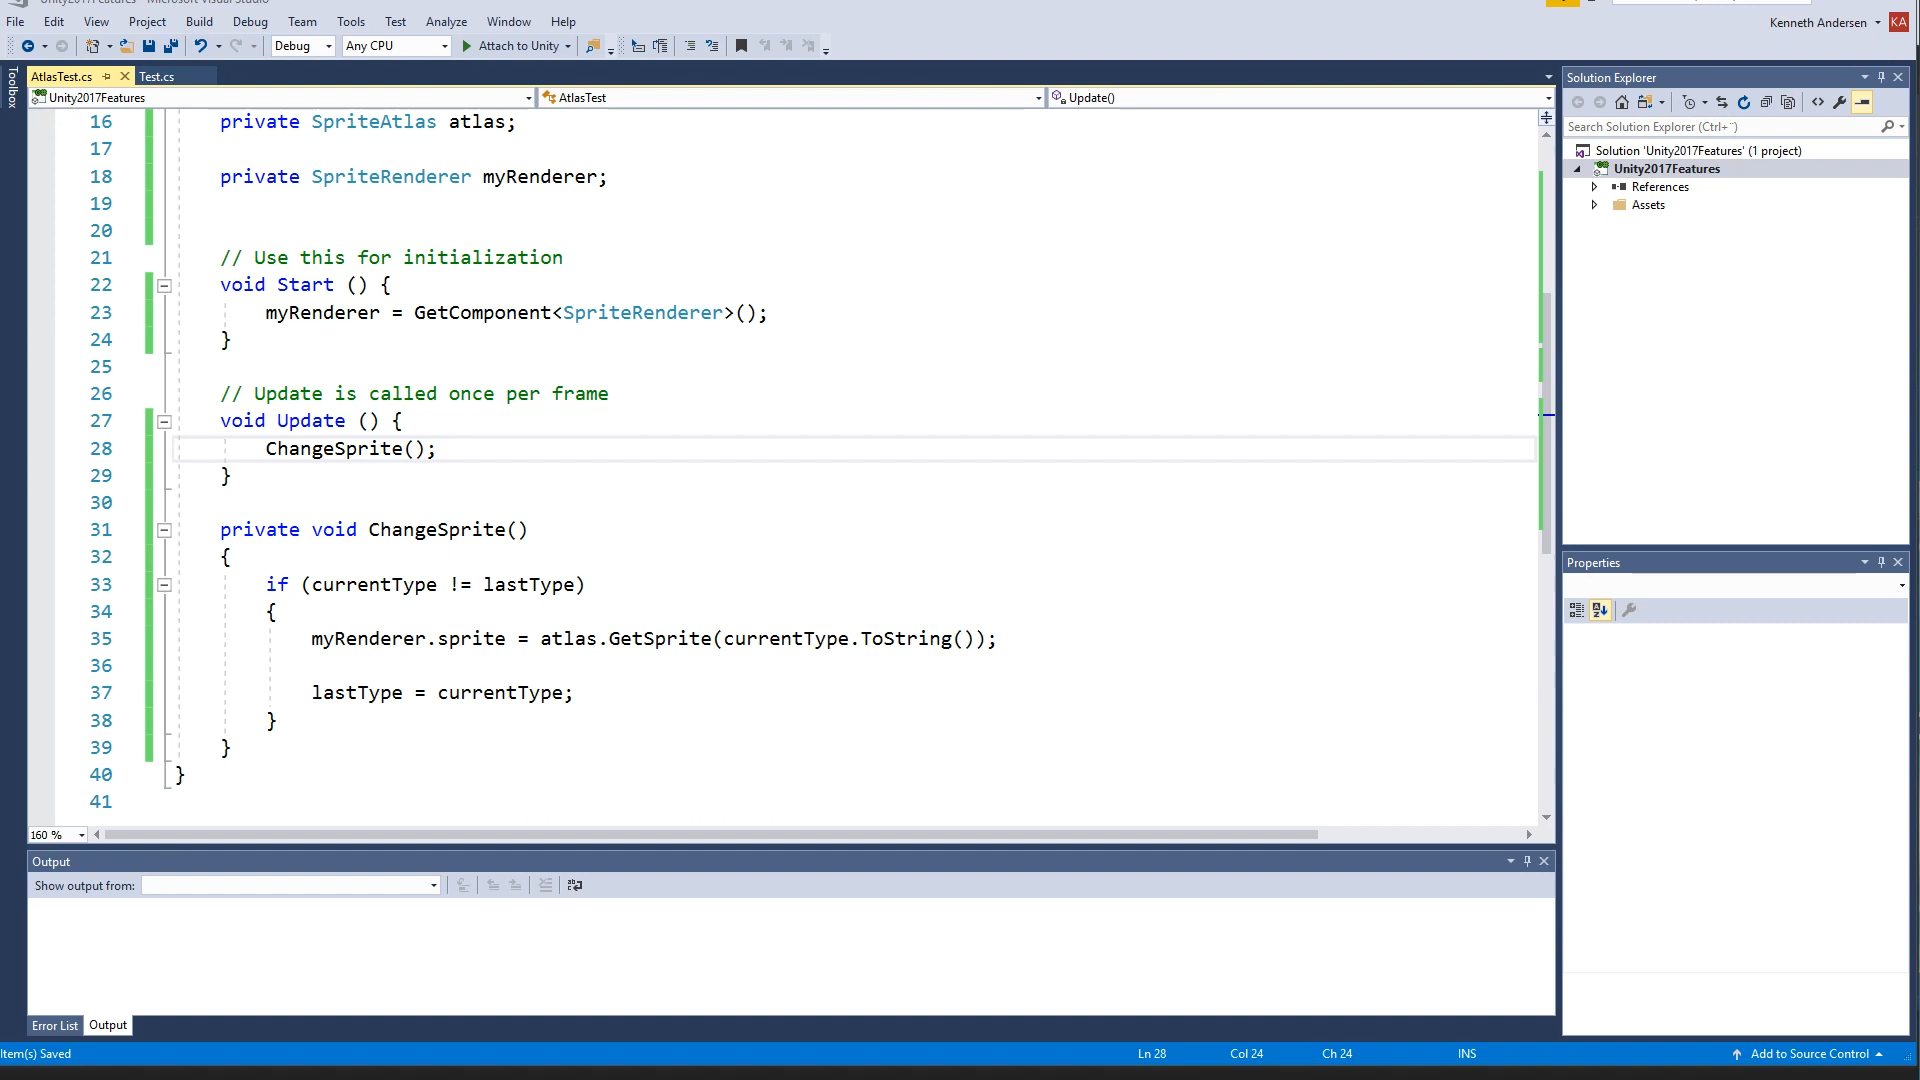 Unity2017Features - Microsoft Visual Studio
File Edit View Project Build Debug Team Tools Test Analyze Window Help
Kenneth Andersen KA
Debug Any CPU Attach to Unity
Toolbox
AtlasTest.cs Test.cs
Unity2017Features AtlasTest Update()
16 private SpriteAtlas atlas;
17
18 private SpriteRenderer myRenderer;
19
20
21 // Use this for initialization
22 void Start () {
23 myRenderer = GetComponent<SpriteRenderer>();
24 }
25
26 // Update is called once per frame
27 void Update () {
28 ChangeSprite();
29 }
30
31 private void ChangeSprite()
32 {
33 if (currentType != lastType)
34 {
35 myRenderer.sprite = atlas.GetSprite(currentType.ToString());
36
37 lastType = currentType;
38 }
39 }
40 }
41
160 %
Output
Show output from:
Error List Output
Solution Explorer
Search Solution Explorer (Ctrl+¨)
Solution 'Unity2017Features' (1 project)
Unity2017Features
References
Assets
Properties
Item(s) Saved Ln 28 Col 24 Ch 24 INS Add to Source Control